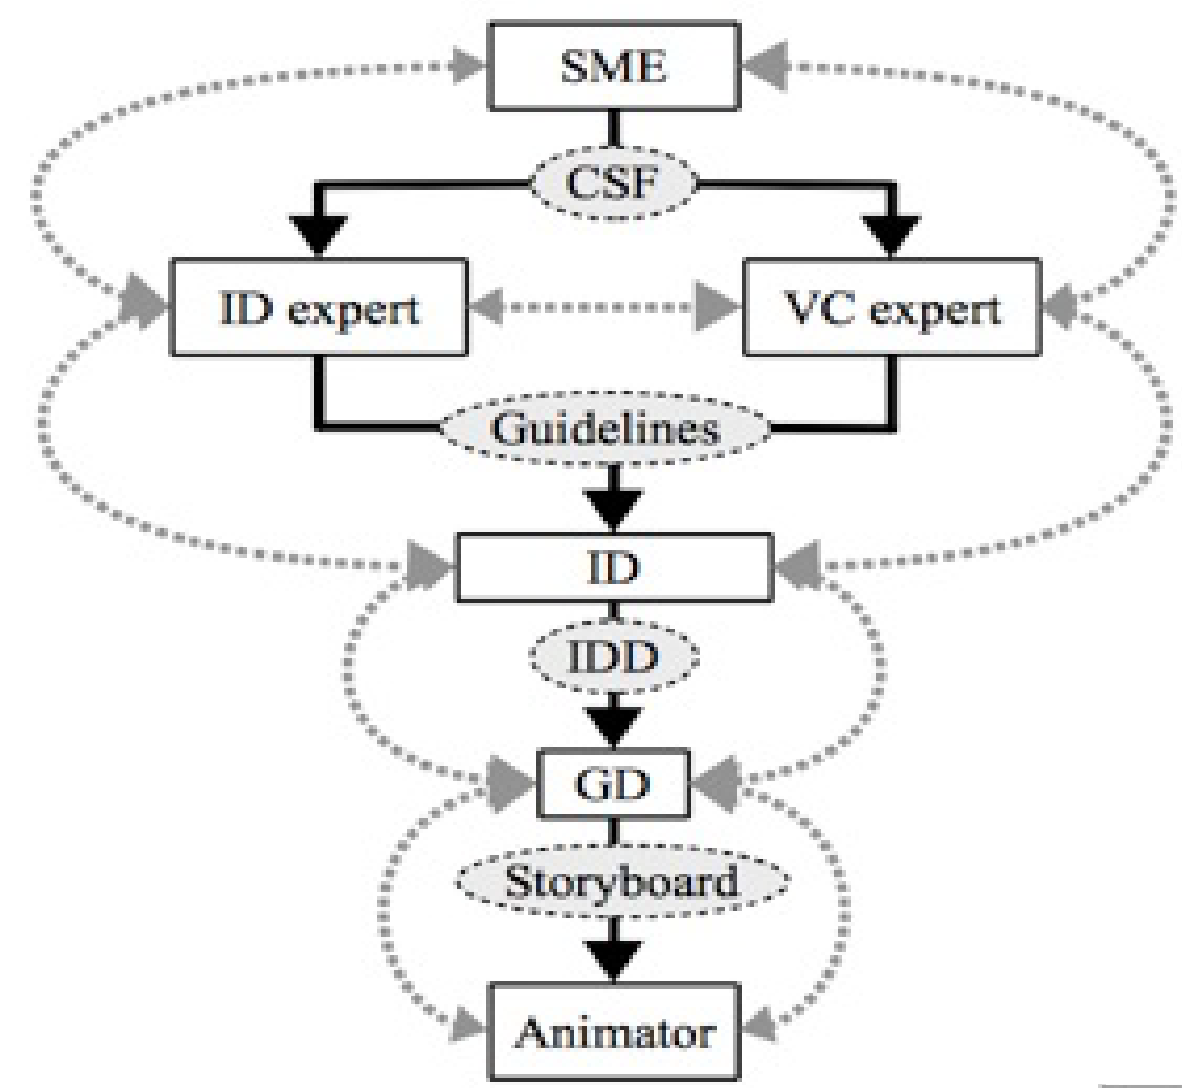 SME
CSF
ID expert
VC expert
Guidelines
ID
IDD
GD
Storyboard
Animator